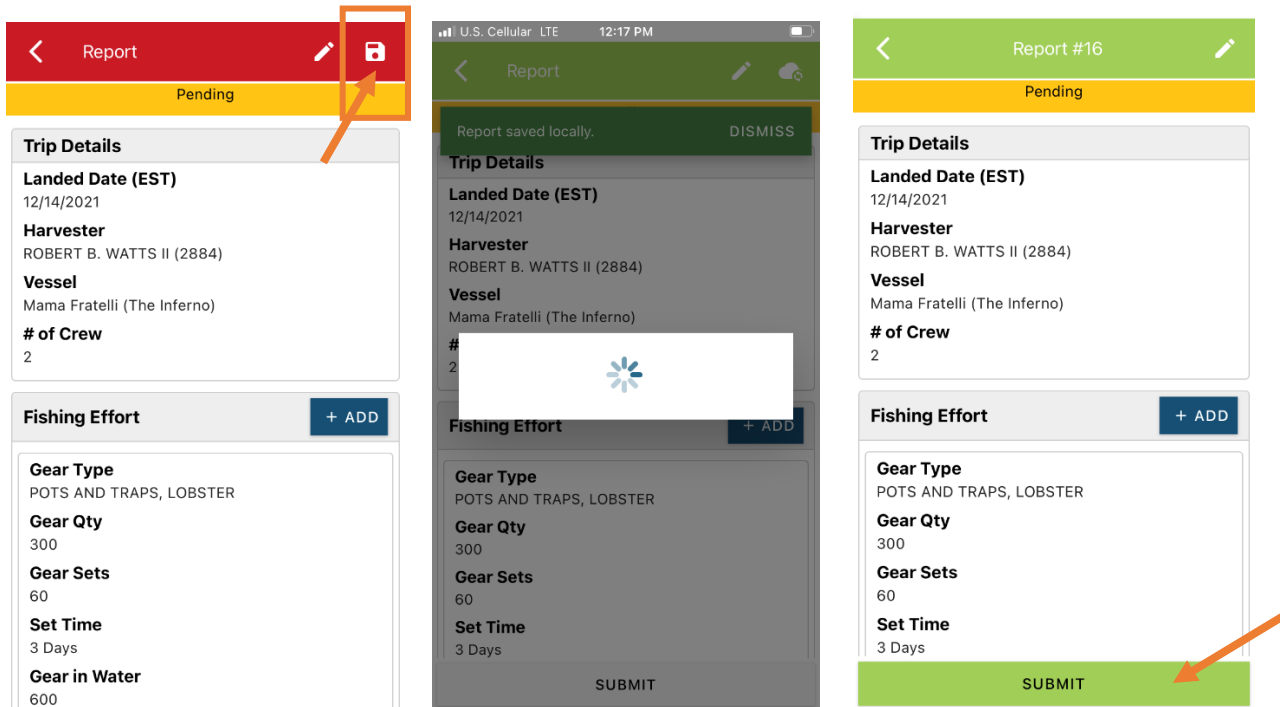 Report
Pending
Trip Details
Landed Date (EST)
12/14/2021
Harvester
ROBERT B. WATTS II (2884)
Vessel
Mama Fratelli (The Inferno)
# of Crew
2
Fishing Effort
+ ADD
Gear Type
POTS AND TRAPS, LOBSTER
Gear Qty
300
Gear Sets
60
Set Time
3 Days
Gear in Water
600
U.S. Cellular LTE 12:17 PM
Report
Report saved locally. DISMISS
Trip Details
Landed Date (EST)
12/14/2021
Harvester
ROBERT B. WATTS II (2884)
Vessel
Mama Fratelli (The Inferno)
#
2
Fishing Effort
+ ADD
Gear Type
POTS AND TRAPS, LOBSTER
Gear Qty
300
Gear Sets
60
Set Time
3 Days
SUBMIT
Report #16
Pending
Trip Details
Landed Date (EST)
12/14/2021
Harvester
ROBERT B. WATTS II (2884)
Vessel
Mama Fratelli (The Inferno)
# of Crew
2
Fishing Effort
+ ADD
Gear Type
POTS AND TRAPS, LOBSTER
Gear Qty
300
Gear Sets
60
Set Time
3 Days
SUBMIT